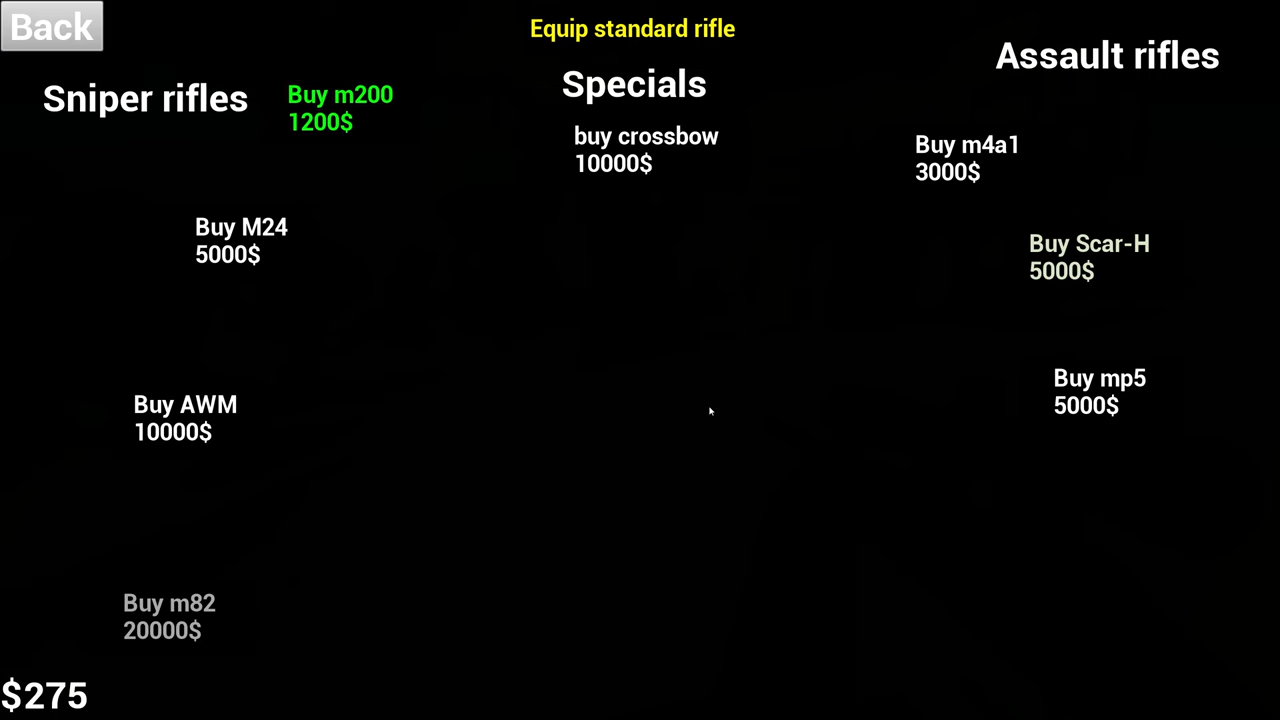 Back
Equip standard rifle
Sniper rifles
Buy m200
1200$
Buy M24
5000$
Buy AWM
10000$
Buy m82
20000$
Specials
buy crossbow
10000$
Assault rifles
Buy m4a1
3000$
Buy Scar-H
5000$
Buy mp5
5000$
$275